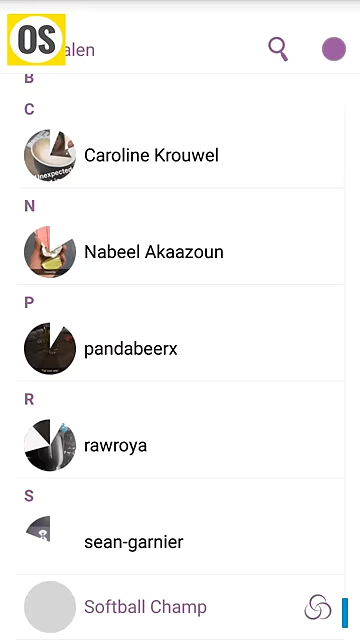 OS
alen
B
C
Caroline Krouwel
N
Nabeel Akaazoun
P
pandabeerx
R
rawroya
S
sean-garnier
Softball Champ